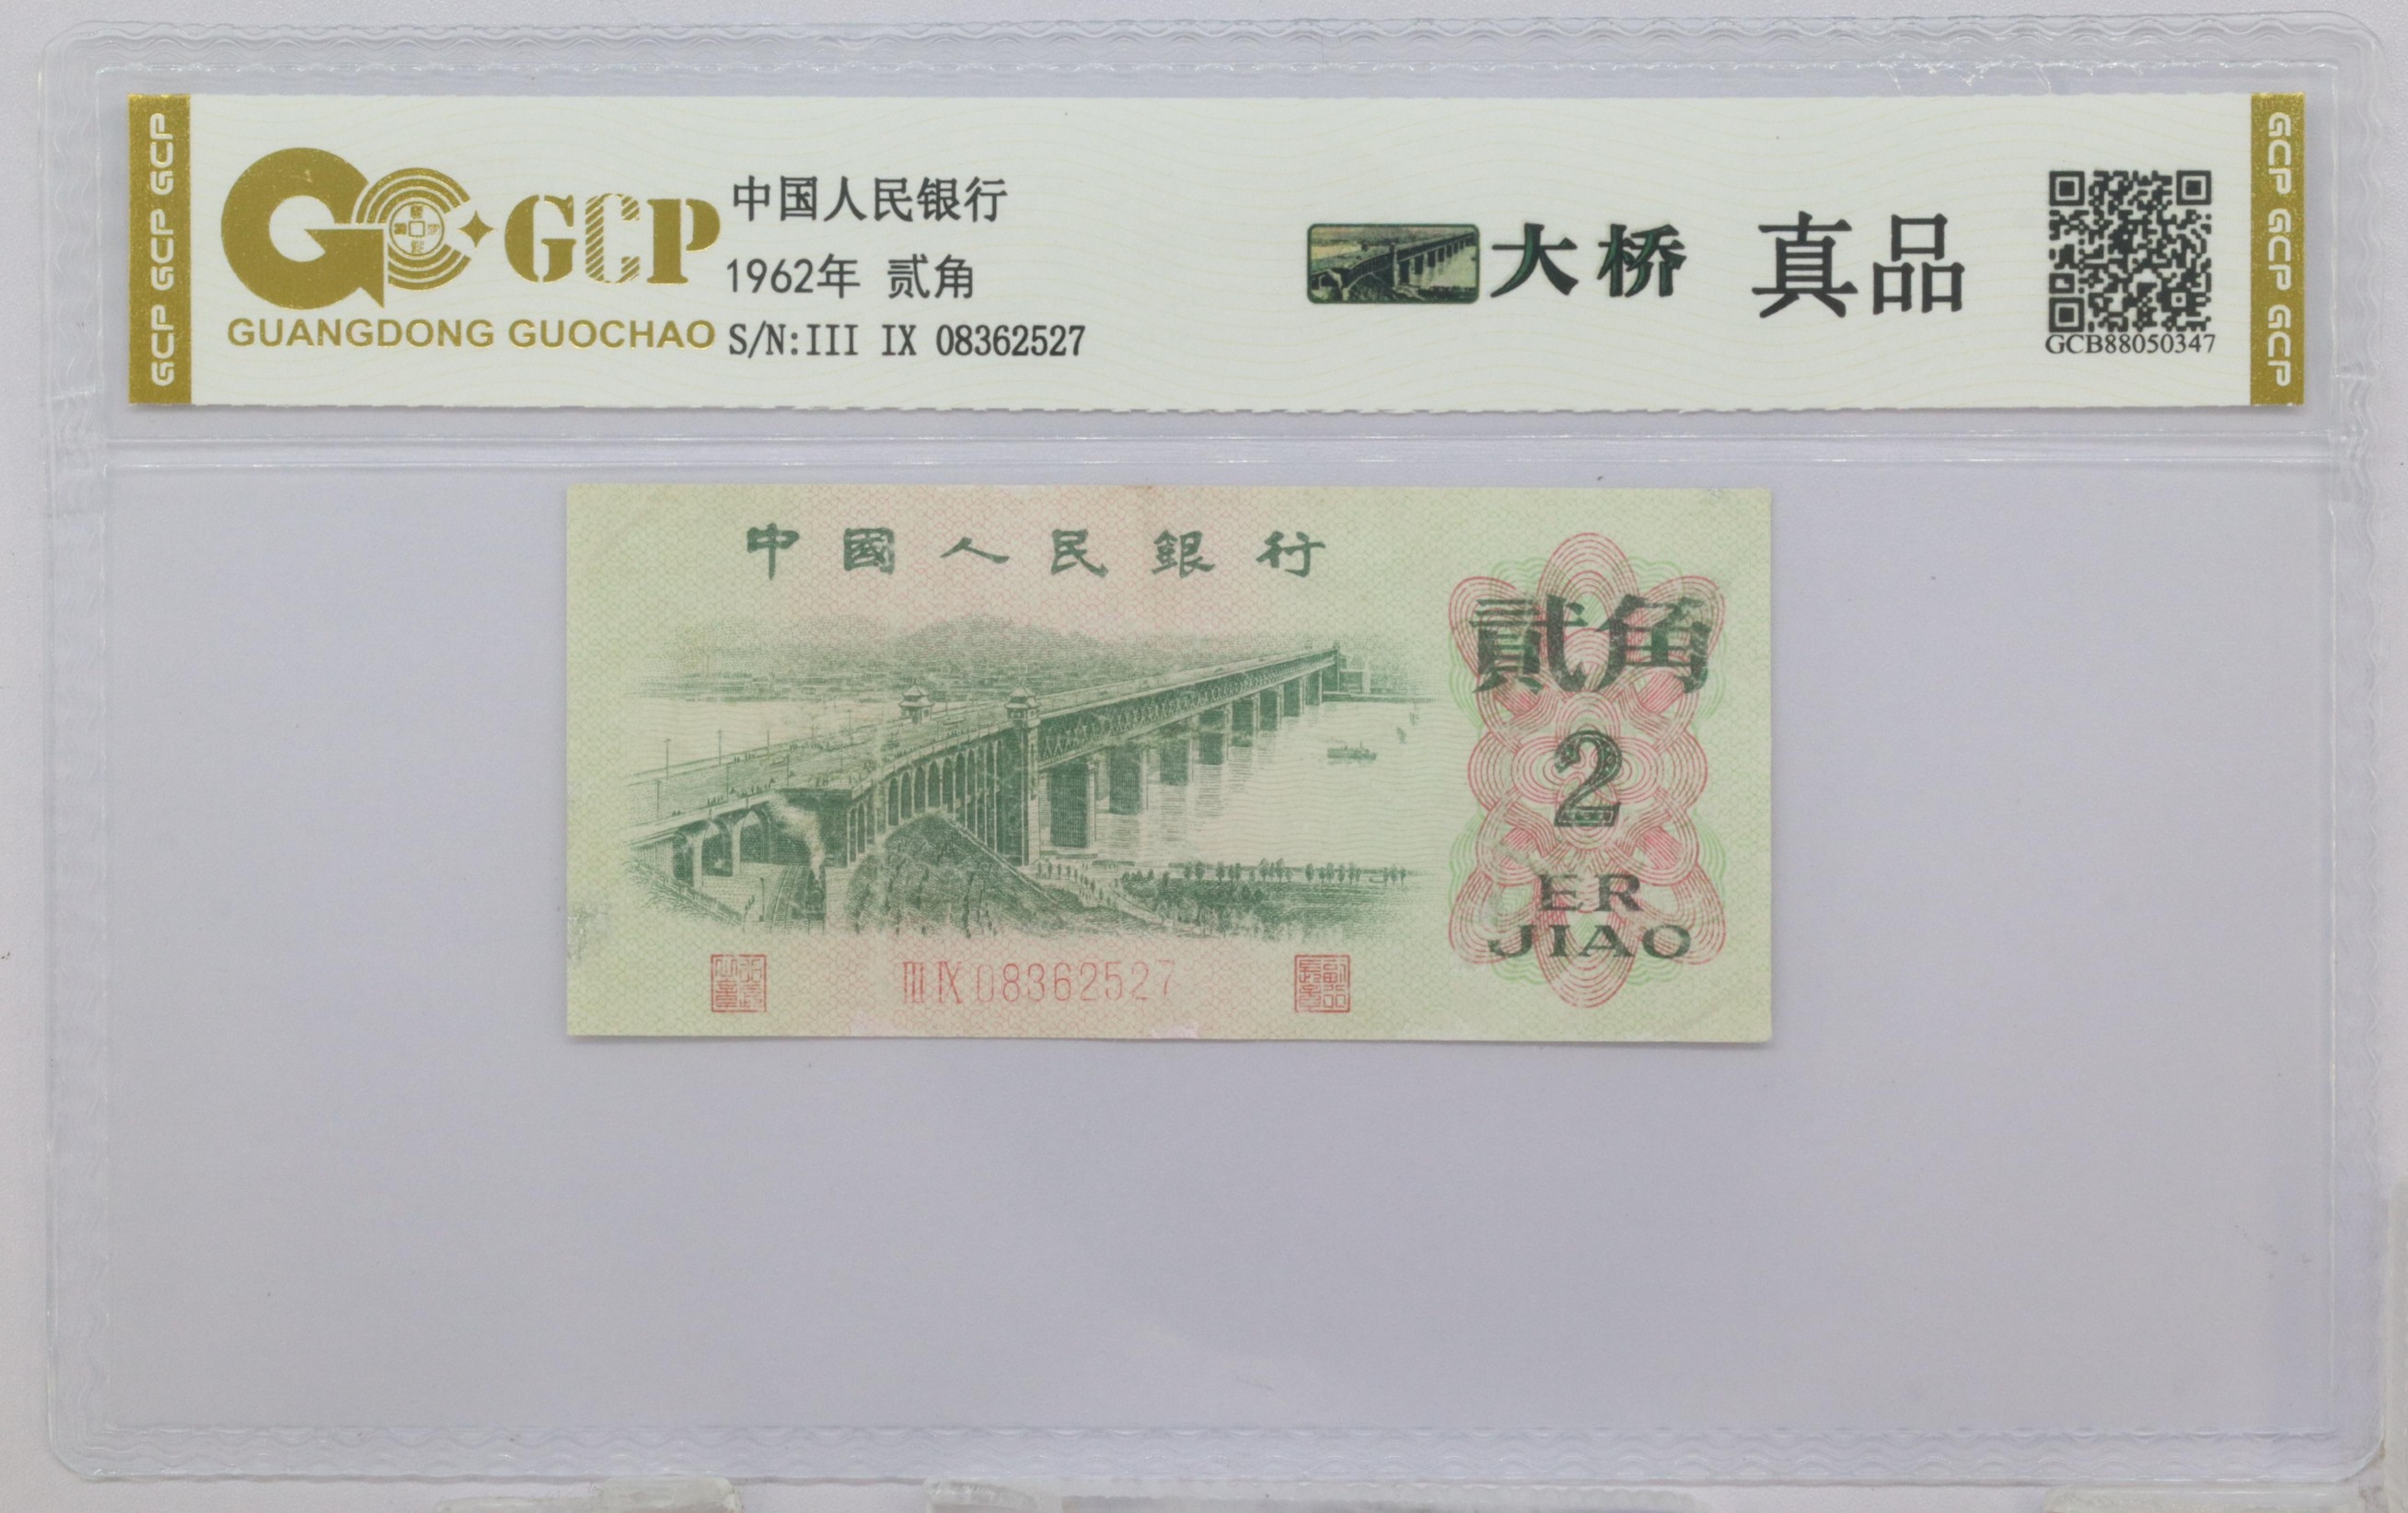 GCP GCP GCP
GCP
GUANGDONG GUOCHAO
中国人民银行
1962年 贰角
S/N:III IX 08362527
大桥
真品
GCB88050347
GCP GCP GCP
中國人民銀行
貳角
2
ER
JIAO
III IX 08362527